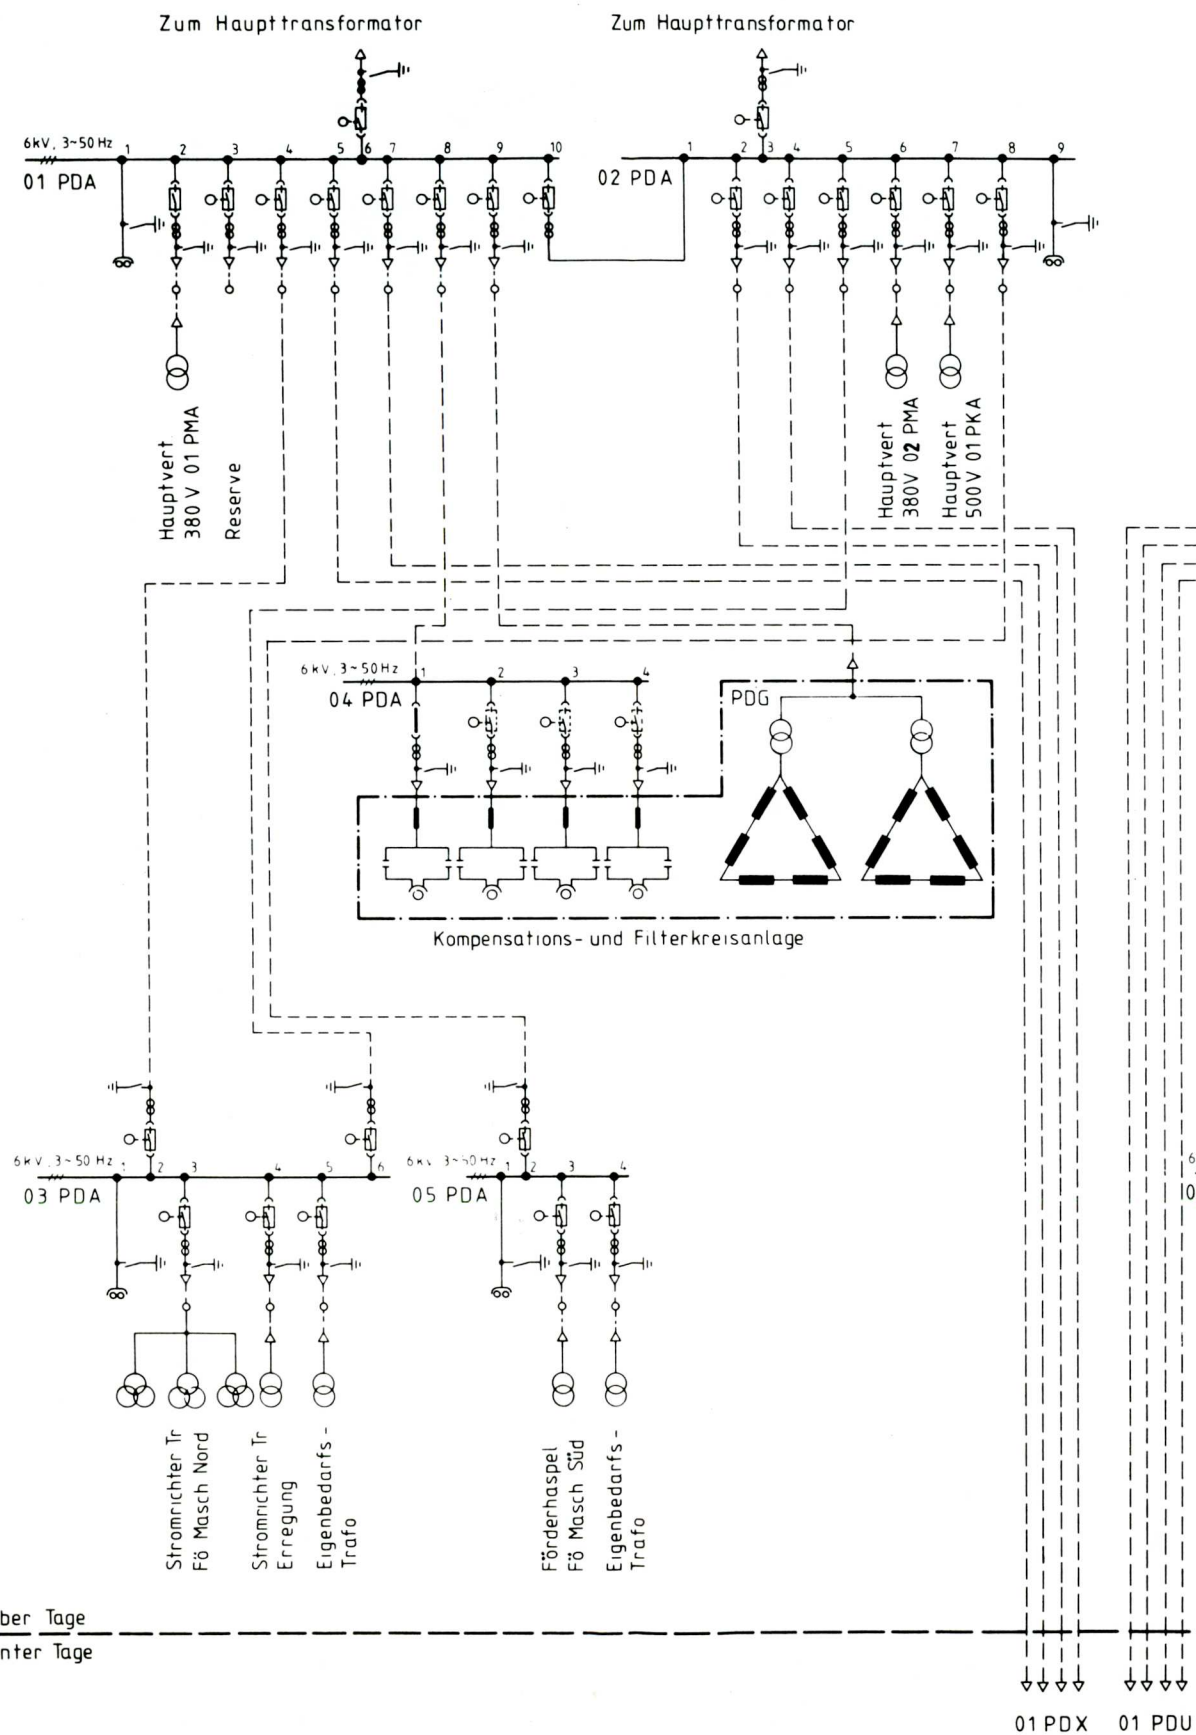 Zum Haupttransformator
Zum Haupttransformator
6kV, 3~50 Hz
1 2 3 4 5 6 7 8 9 10
01 PDA
1 2 3 4 5 6 7 8 9
02 PDA
Hauptvert
380 V 01 PMA
Reserve
Hauptvert
380V 02 PMA
Hauptvert
500V 01 PKA
6kV, 3~50Hz
1 2 3 4
04 PDA
PDG
Kompensations- und Filterkreisanlage
6kV, 3~50 Hz
1 2 3 4 5 6
03 PDA
6kV, 3~50 Hz
1 2 3 4
05 PDA
6
0
Stromrichter Tr
Fö Masch Nord
Stromrichter Tr
Erregung
Eigenbedarfs-
Trafo
Förderhaspel
Fö Masch Süd
Eigenbedarfs-
Trafo
ber Tage
nter Tage
01 PDX
01 PDU